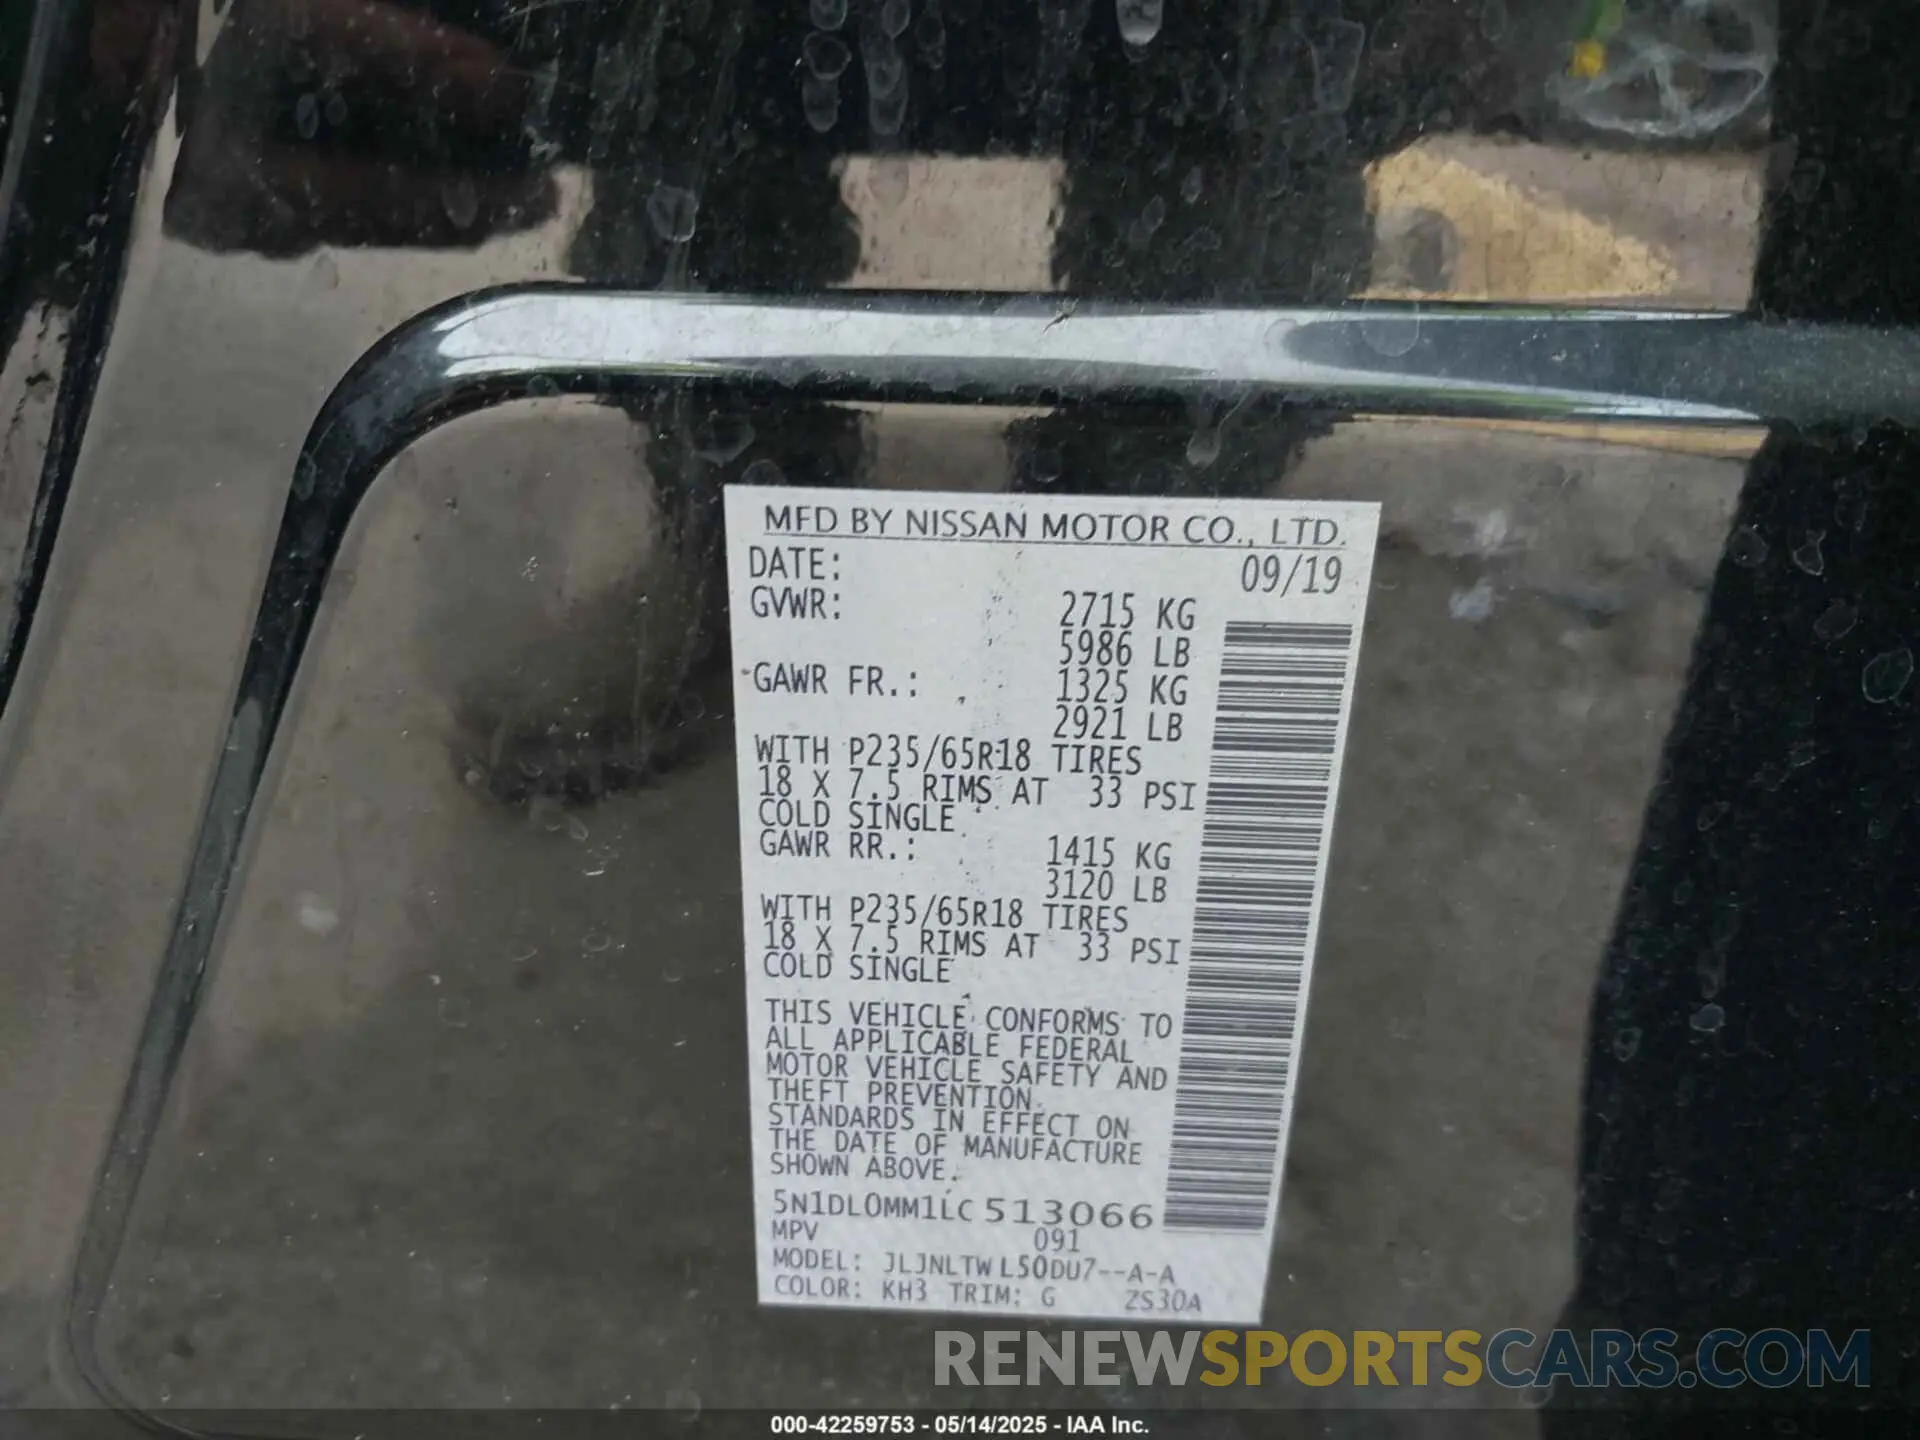 MFD BY NISSAN MOTOR CO., LTD.
DATE: 09/19
GVWR: 2715 KG
5986 LB
GAWR FR.: 1325 KG
2921 LB
WITH P235/65R18 TIRES
18 X 7.5 RIMS AT 33 PSI
COLD SINGLE
GAWR RR.: 1415 KG
3120 LB
WITH P235/65R18 TIRES
18 X 7.5 RIMS AT 33 PSI
COLD SINGLE
THIS VEHICLE CONFORMS TO
ALL APPLICABLE FEDERAL
MOTOR VEHICLE SAFETY AND
THEFT PREVENTION
STANDARDS IN EFFECT ON
THE DATE OF MANUFACTURE
SHOWN ABOVE.
5N1DL0MM1LC 513066
MPV 091
MODEL: JLJNLTW L50DU7--A-A
COLOR: KH3 TRIM: G ZS30A
RENEWSPORTSCARS.COM
000-42259753 - 05/14/2025 - IAA Inc.